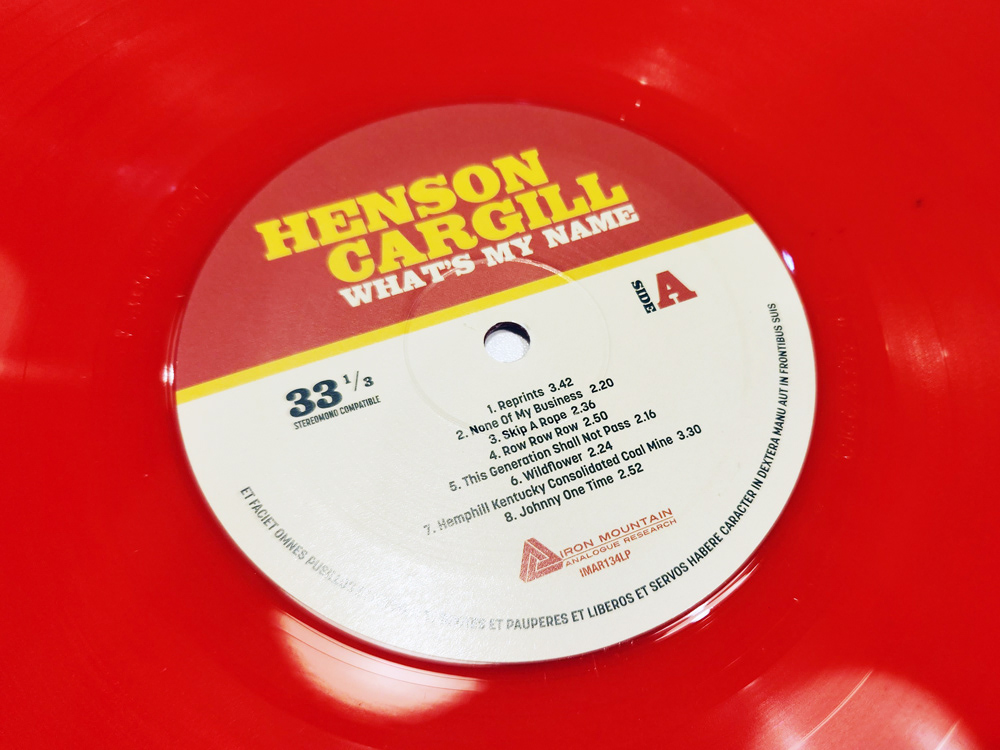 HENSON
CARGILL
WHAT'S MY NAME
SIDE A
33 1/3
STEREO/MONO COMPATIBLE
1. Reprints 3.42
2. None Of My Business 2.20
3. Skip A Rope 2.36
4. Row Row Row 2.50
5. This Generation Shall Not Pass 2.16
6. Wildflower 2.24
7. Hemphill Kentucky Consolidated Coal Mine 3.30
8. Johnny One Time 2.52
IRON MOUNTAIN
ANALOGUE RESEARCH
IMAR134LP
ET FACIET OMNES ET PAUPERES ET LIBEROS ET SERVOS HABERE CARACTER IN DEXTERA MANU AUT IN FRONTIBUS SUIS